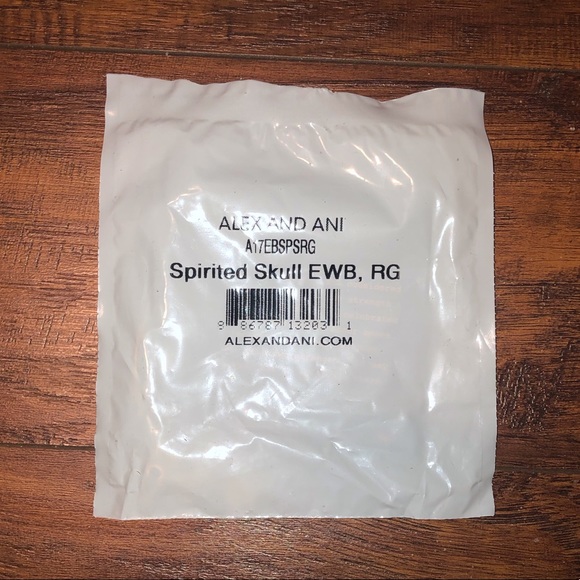 ALEX AND ANI
A17EBSPSRG
Spirited Skull EWB, RG
8 86787 13203 1
ALEXANDANI.COM